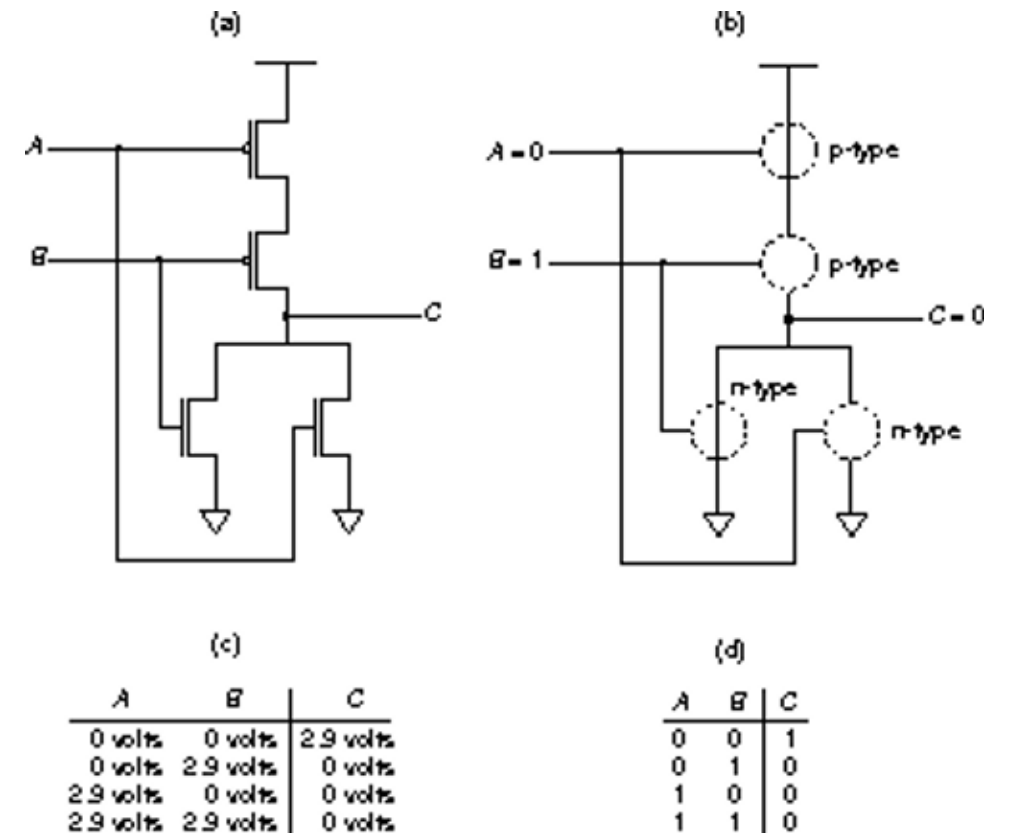 (a)
A
B
C
(b)
A = 0
p-type
B = 1
p-type
C = 0
n-type
n-type
(c)
A B C
0 volts 0 volts 2.9 volts
0 volts 2.9 volts 0 volts
2.9 volts 0 volts 0 volts
2.9 volts 2.9 volts 0 volts
(d)
A B C
0 0 1
0 1 0
1 0 0
1 1 0